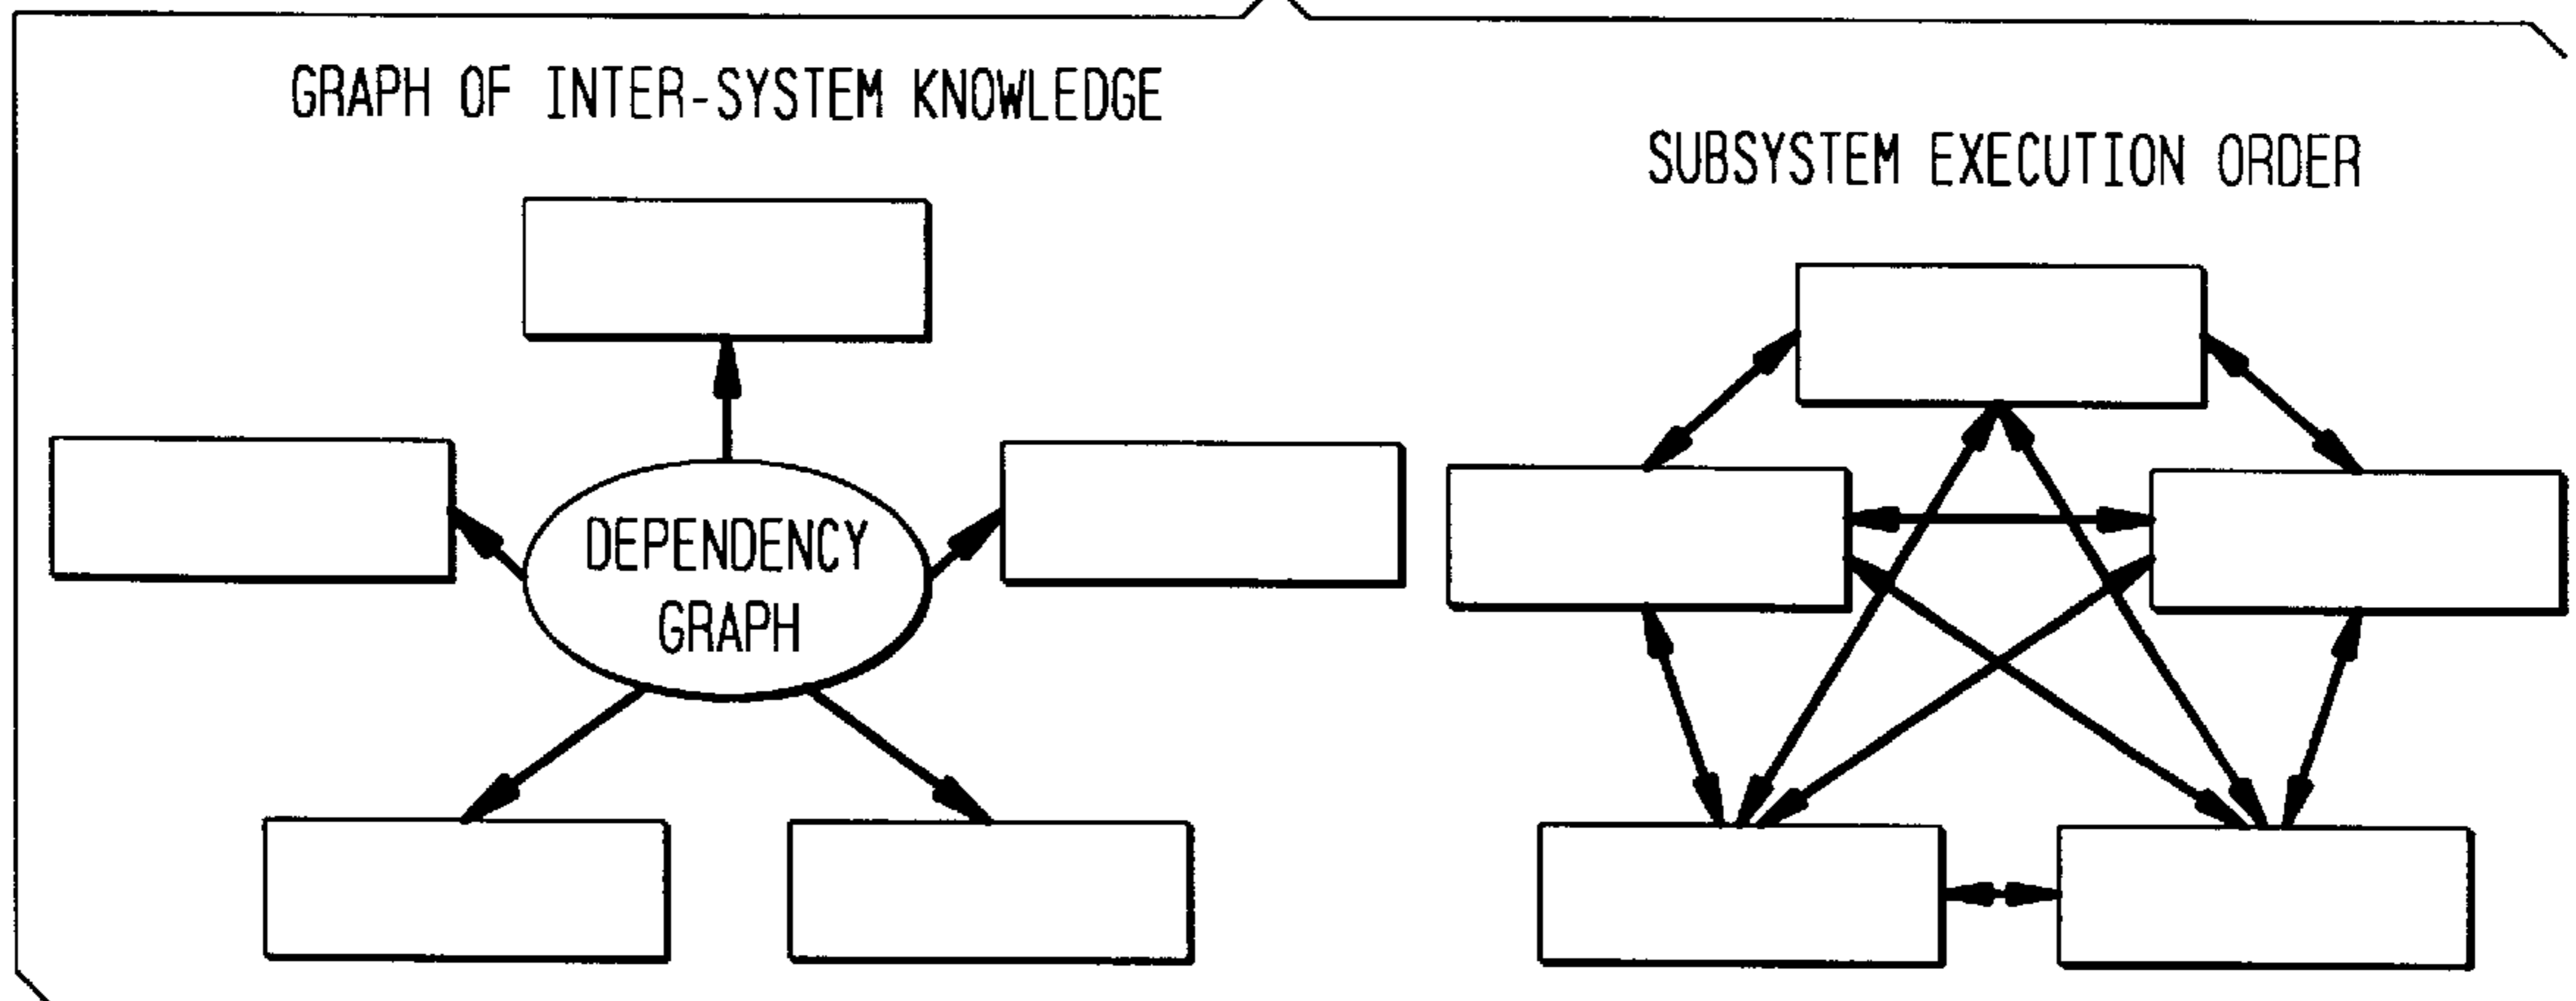 GRAPH OF INTER-SYSTEM KNOWLEDGE
SUBSYSTEM EXECUTION ORDER
DEPENDENCY
GRAPH